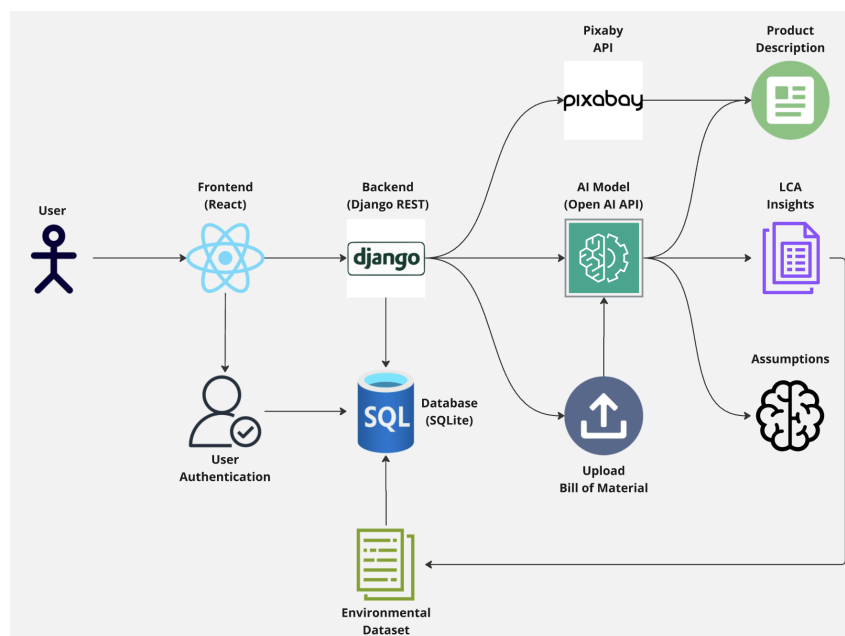 Pixaby
API
Product
Description
pixabay
User
Frontend
(React)
Backend
(Django REST)
AI Model
(Open AI API)
LCA
Insights
django
Assumptions
SQL
Database
(SQLite)
User
Authentication
Upload
Bill of Material
Environmental
Dataset